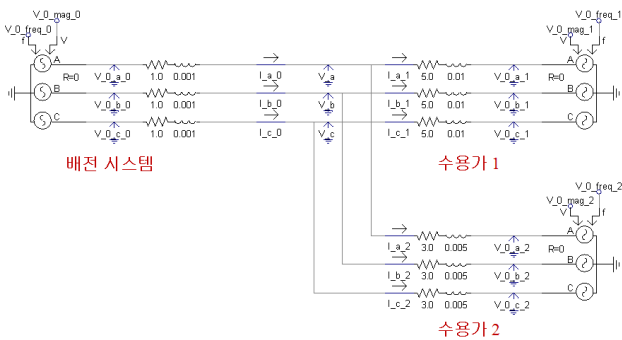 V_0_mag_0
V_0_freq_0
f V
V_0_mag_1
V_0_freq_1
V f
A R=0 V_0_a_0 1.0 0.001 I_a_0 V_a I_a_1 5.0 0.01 V_0_a_1 R=0 A
B V_0_b_0 1.0 0.001 I_b_0 V_b I_b_1 5.0 0.01 V_0_b_1 B
C V_0_c_0 1.0 0.001 I_c_0 V_c I_c_1 5.0 0.01 V_0_c_1 C
배전 시스템
수용가 1
V_0_freq_2
V_0_mag_2
V f
I_a_2 3.0 0.005 V_0_a_2 R=0 A
I_b_2 3.0 0.005 V_0_b_2 B
I_c_2 3.0 0.005 V_0_c_2 C
수용가 2